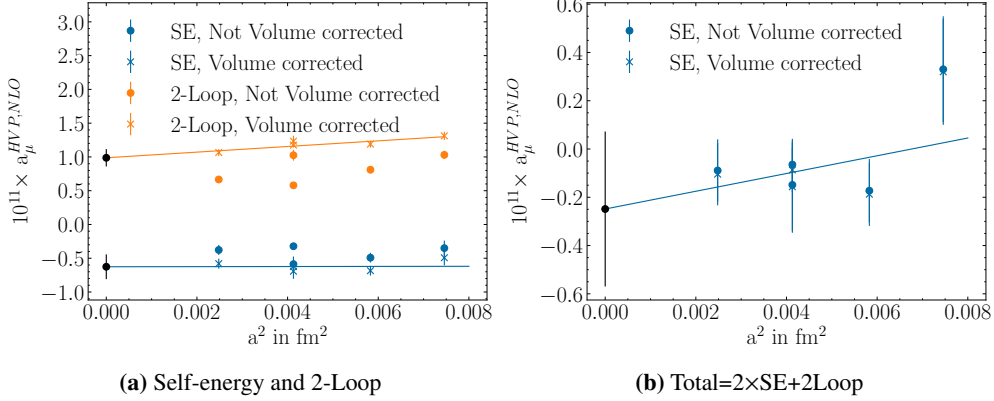 3.0
2.5
2.0
1.5
1.0
0.5
0.0
−0.5
−1.0
10^11 × a_μ^HVP,NLO
SE, Not Volume corrected
SE, Volume corrected
2-Loop, Not Volume corrected
2-Loop, Volume corrected
0.000 0.002 0.004 0.006 0.008
a² in fm²
(a) Self-energy and 2-Loop
0.6
0.4
0.2
0.0
−0.2
−0.4
−0.6
10^11 × a_μ^HVP,NLO
SE, Not Volume corrected
SE, Volume corrected
0.000 0.002 0.004 0.006 0.008
a² in fm²
(b) Total=2×SE+2Loop